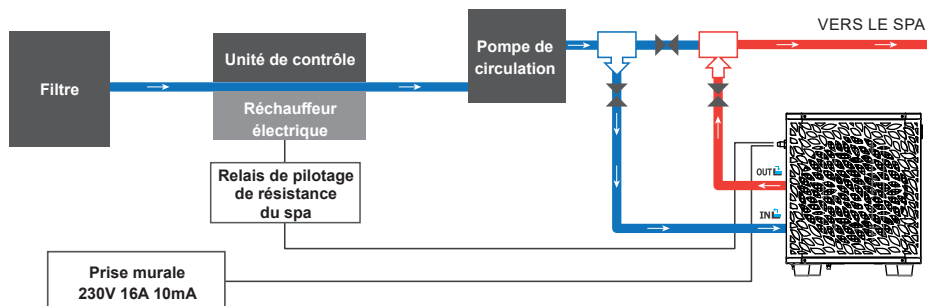 VERS LE SPA
Pompe de
circulation
Unité de contrôle
Filtre
Réchauffeur
électrique
Relais de pilotage
de résistance
du spa
OUT
IN
Prise murale
230V 16A 10mA